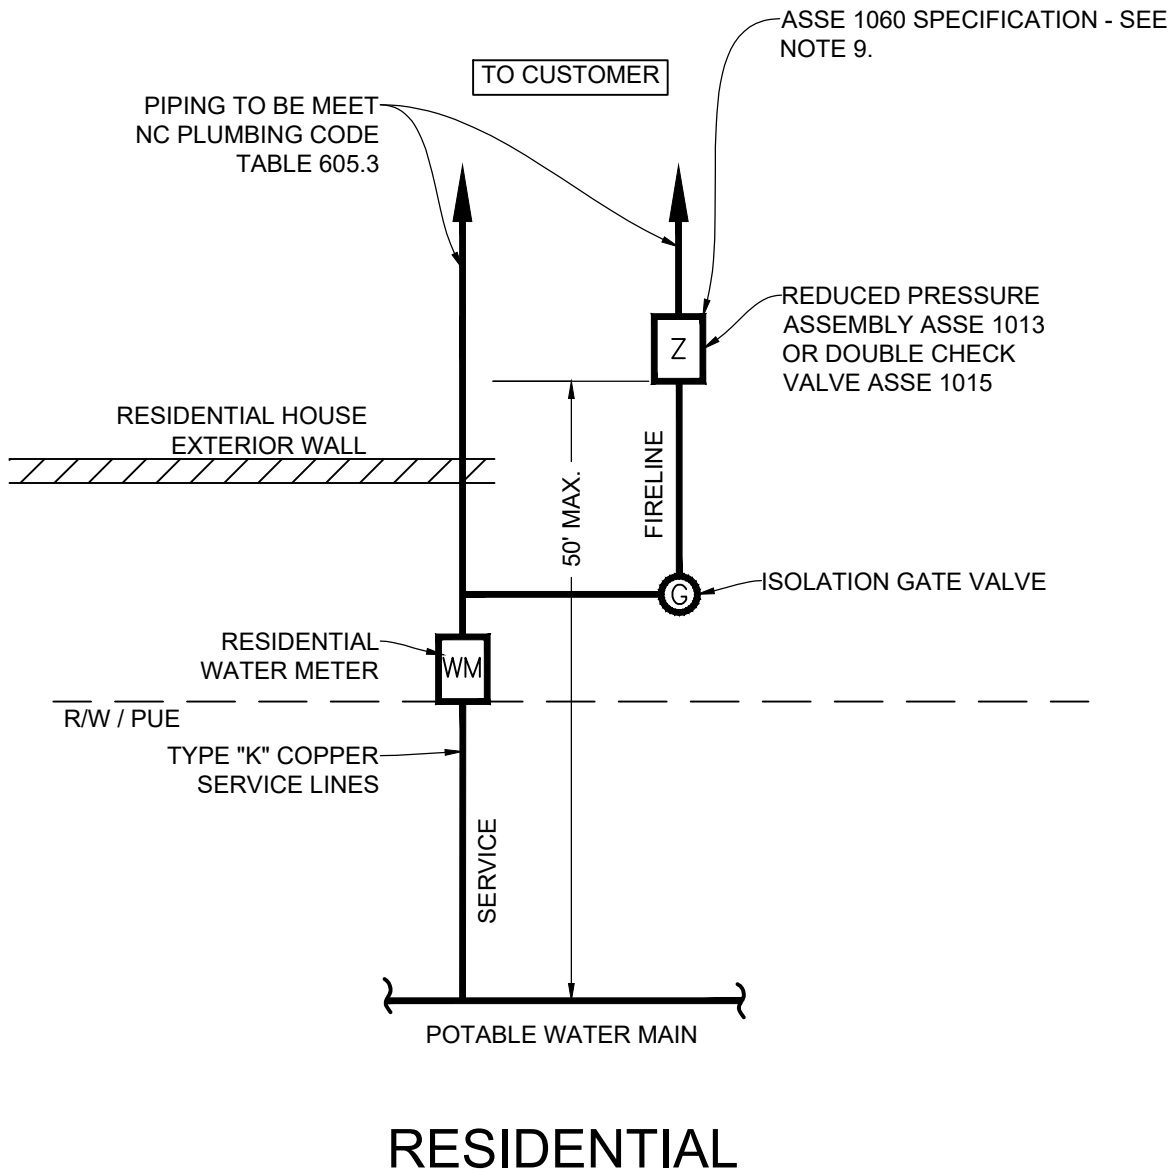 ASSE 1060 SPECIFICATION - SEE
NOTE 9.
TO CUSTOMER
PIPING TO BE MEET
NC PLUMBING CODE
TABLE 605.3
REDUCED PRESSURE
ASSEMBLY ASSE 1013
OR DOUBLE CHECK
VALVE ASSE 1015
Z
RESIDENTIAL HOUSE
EXTERIOR WALL
FIRELINE
50' MAX.
ISOLATION GATE VALVE
G
RESIDENTIAL
WATER METER
WM
R/W / PUE
TYPE "K" COPPER
SERVICE LINES
SERVICE
POTABLE WATER MAIN
RESIDENTIAL